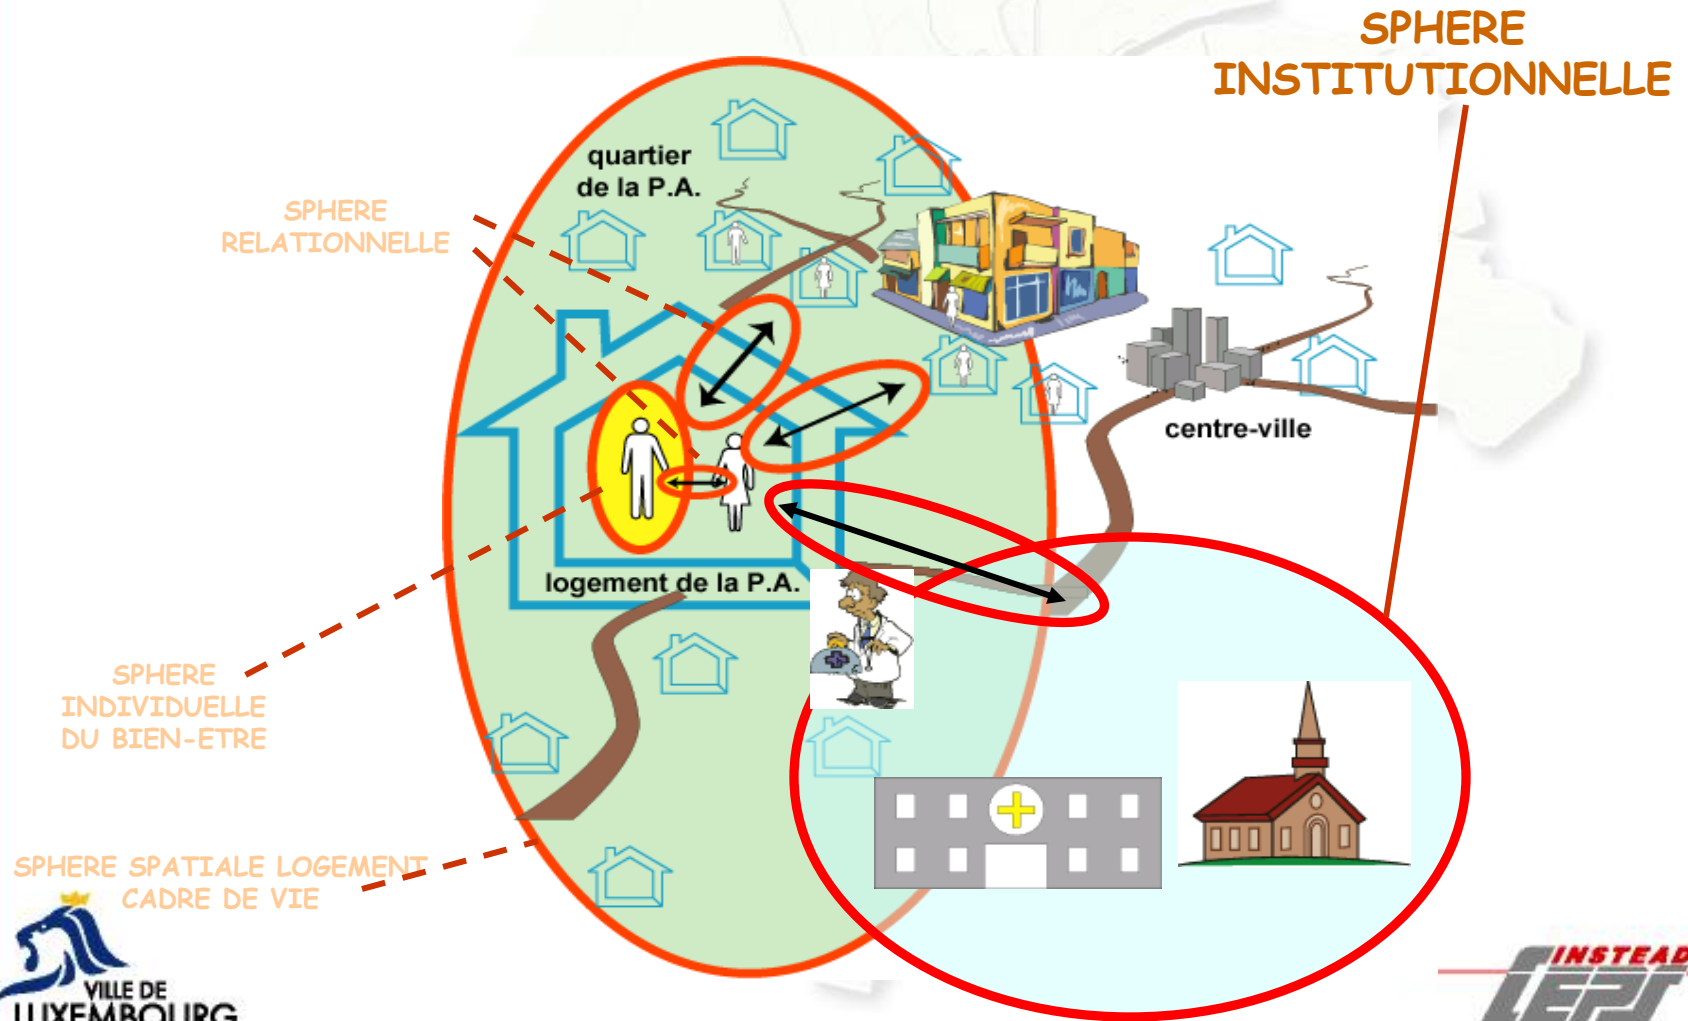 SPHERE
INSTITUTIONNELLE
quartier
de la P.A.
SPHERE
RELATIONNELLE
centre-ville
logement de la P.A.
SPHERE
INDIVIDUELLE
DU BIEN-ETRE
SPHERE SPATIALE LOGEMENT
CADRE DE VIE
VILLE DE
LUXEMBOURG
INSTEAD
CEPS